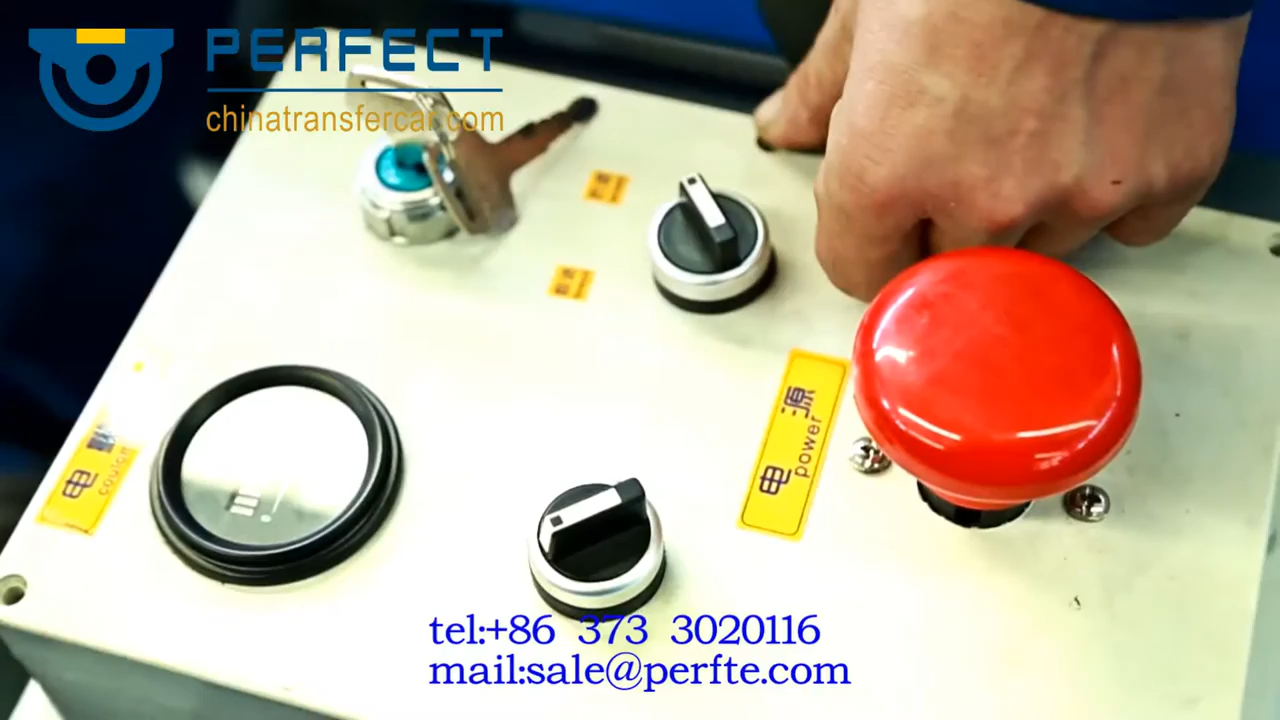 PERFECT
chinatransfercar.com
电源
power
电
tel:+86 373 3020116
mail:sale@perfte.com